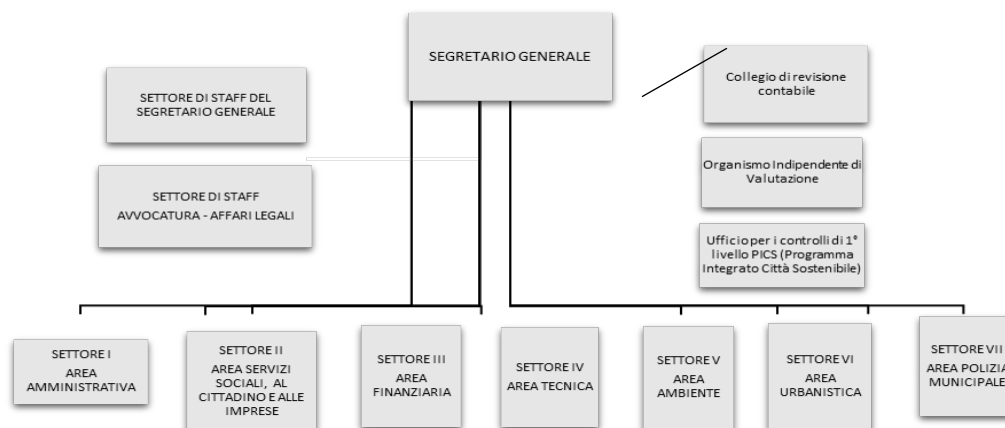 SEGRETARIO GENERALE
SETTORE DI STAFF DEL
SEGRETARIO GENERALE
SETTORE DI STAFF
AVVOCATURA - AFFARI LEGALI
Collegio di revisione
contabile
Organismo Indipendente di
Valutazione
Ufficio per i controlli di 1°
livello PICS (Programma
Integrato Città Sostenibile)
SETTORE I
AREA
AMMINISTRATIVA
SETTORE II
AREA SERVIZI
SOCIALI, AL
CITTADINO E ALLE
IMPRESE
SETTORE III
AREA
FINANZIARIA
SETTORE IV
AREA TECNICA
SETTORE V
AREA
AMBIENTE
SETTORE VI
AREA
URBANISTICA
SETTORE VII
AREA POLIZIA
MUNICIPALE